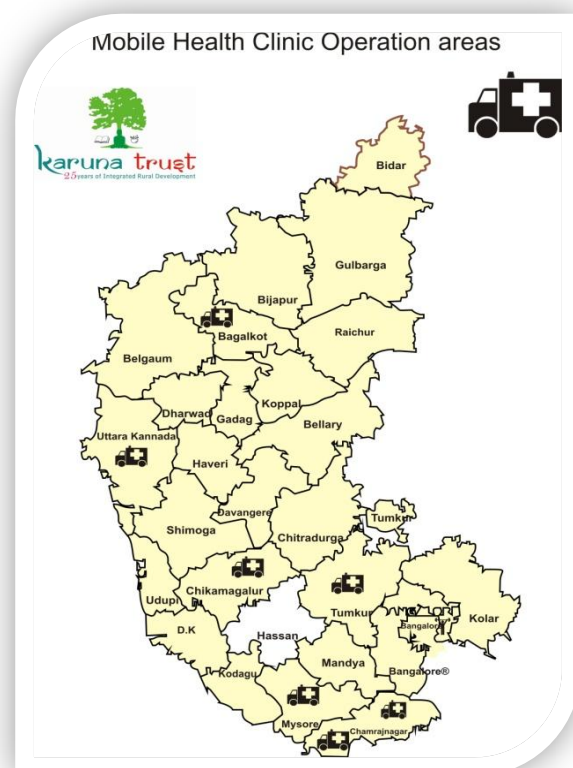 Mobile Health Clinic Operation areas
karuna trust
25years of Integrated Rural Development
Bidar
Gulbarga
Bijapur
Raichur
Bagalkot
Belgaum
Koppal
Dharwad
Gadag
Bellary
Uttara Kannada
Haveri
Davangere
Tumkur
Shimoga
Chitradurga
Chikamagalur
Udupi
Tumkur
Kolar
Bangalore
D.K
Hassan
Mandya
Kodagu
Bangalore®
Mysore
Chamrajnagar